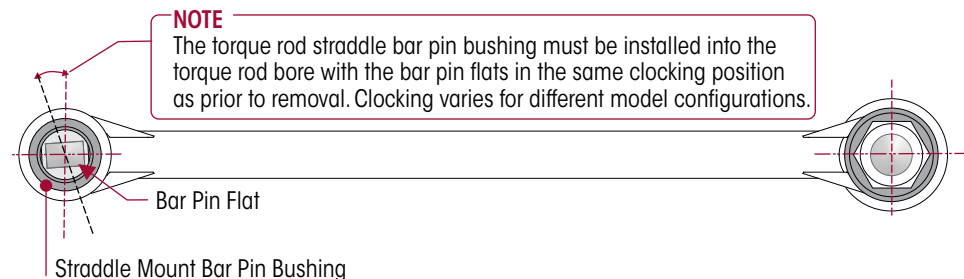 NOTE
The torque rod straddle bar pin bushing must be installed into the
torque rod bore with the bar pin flats in the same clocking position
as prior to removal. Clocking varies for different model configurations.
Bar Pin Flat
Straddle Mount Bar Pin Bushing